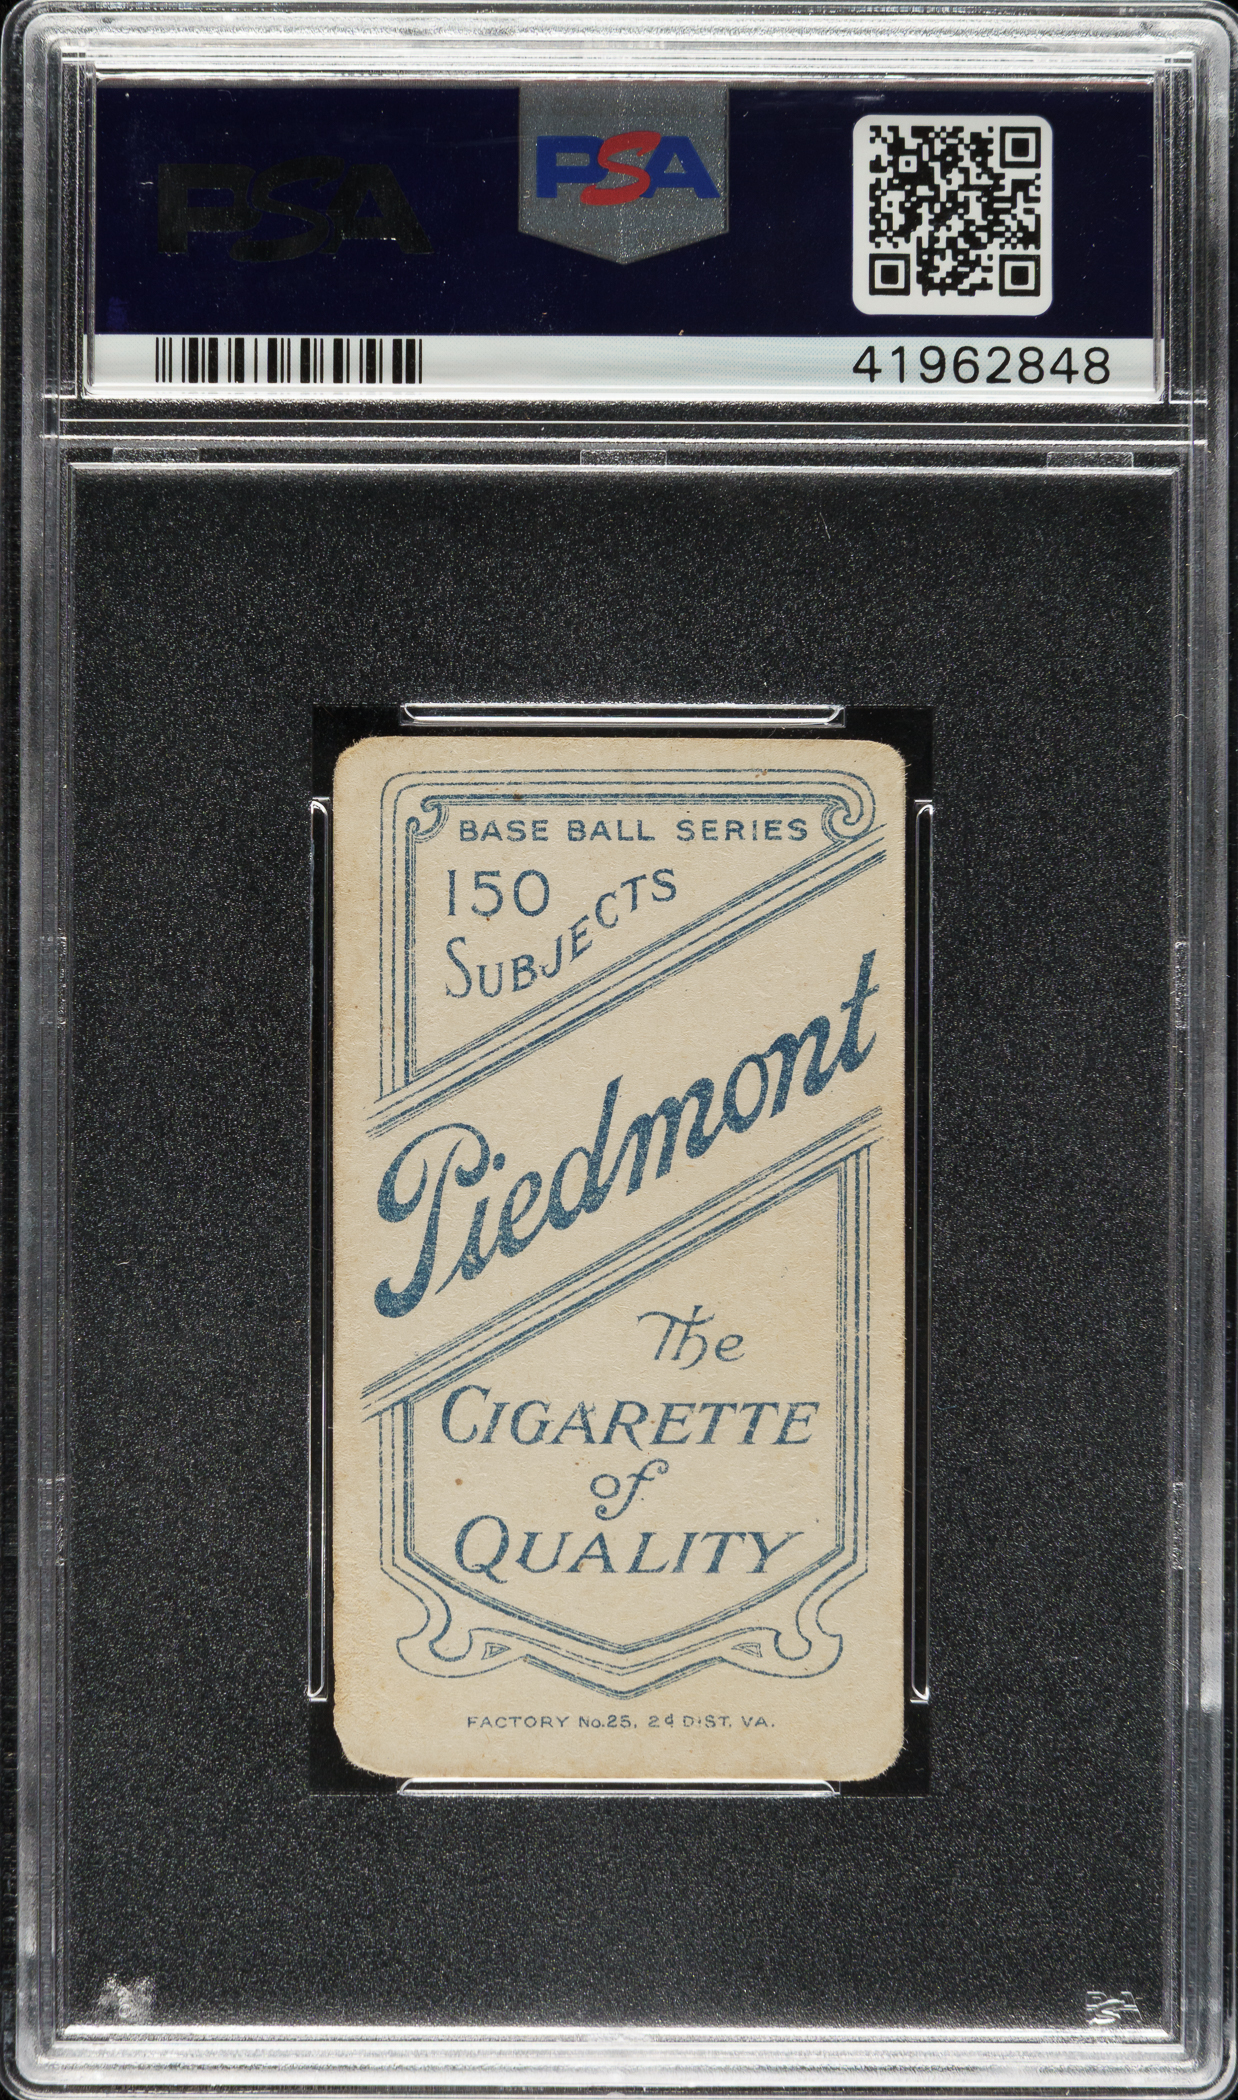 PSA
PSA
41962848
BASE BALL SERIES
150
SUBJECTS
Piedmont
The
CIGARETTE
of
QUALITY
FACTORY No.25, 2d DIST. VA.
PSA